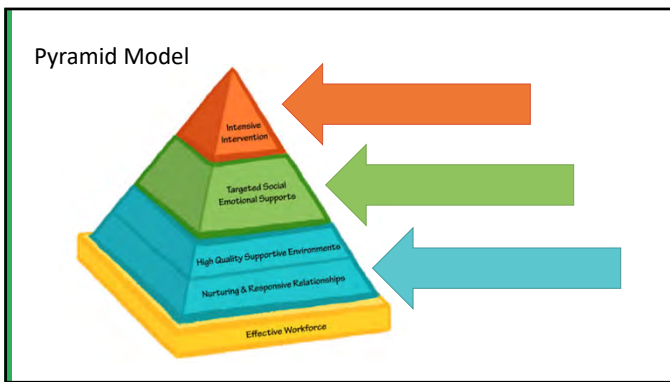 Pyramid Model
Intensive
Intervention
Targeted Social
Emotional Supports
High Quality Supportive Environments
Nurturing & Responsive Relationships
Effective Workforce